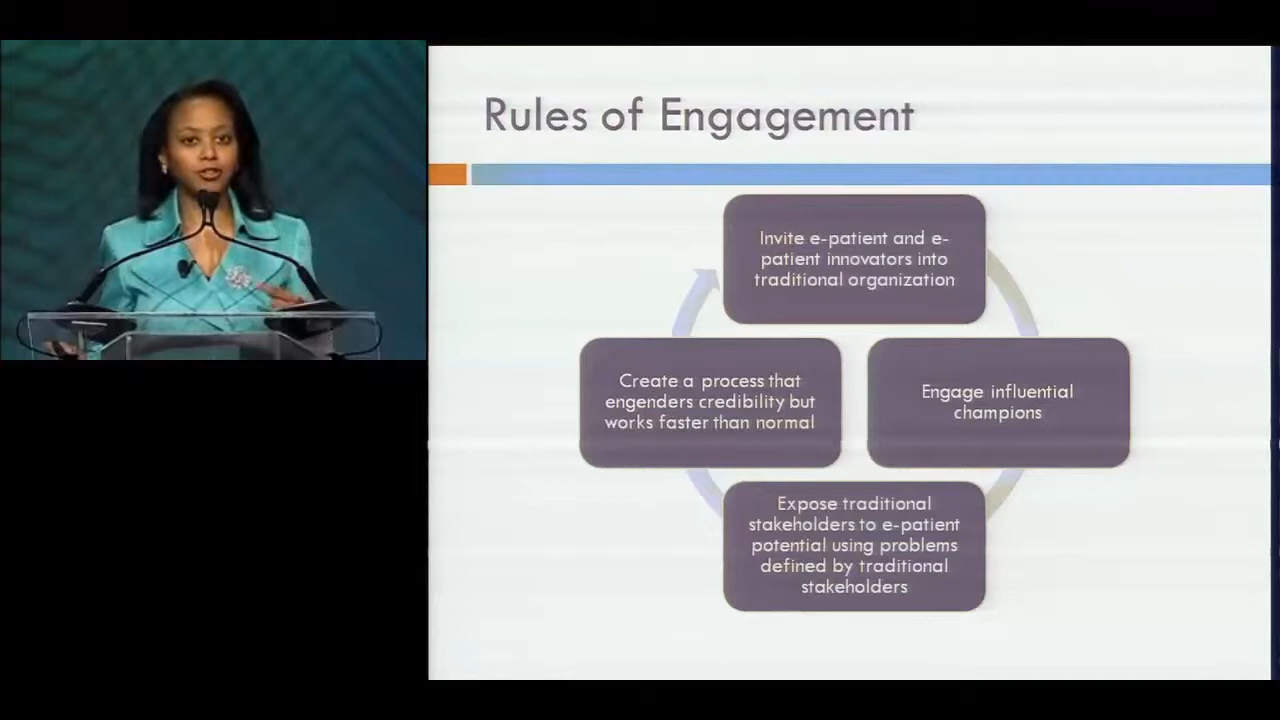 Rules of Engagement
Invite e-patient and e-
patient innovators into
traditional organization
Engage influential
champions
Expose traditional
stakeholders to e-patient
potential using problems
defined by traditional
stakeholders
Create a process that
engenders credibility but
works faster than normal